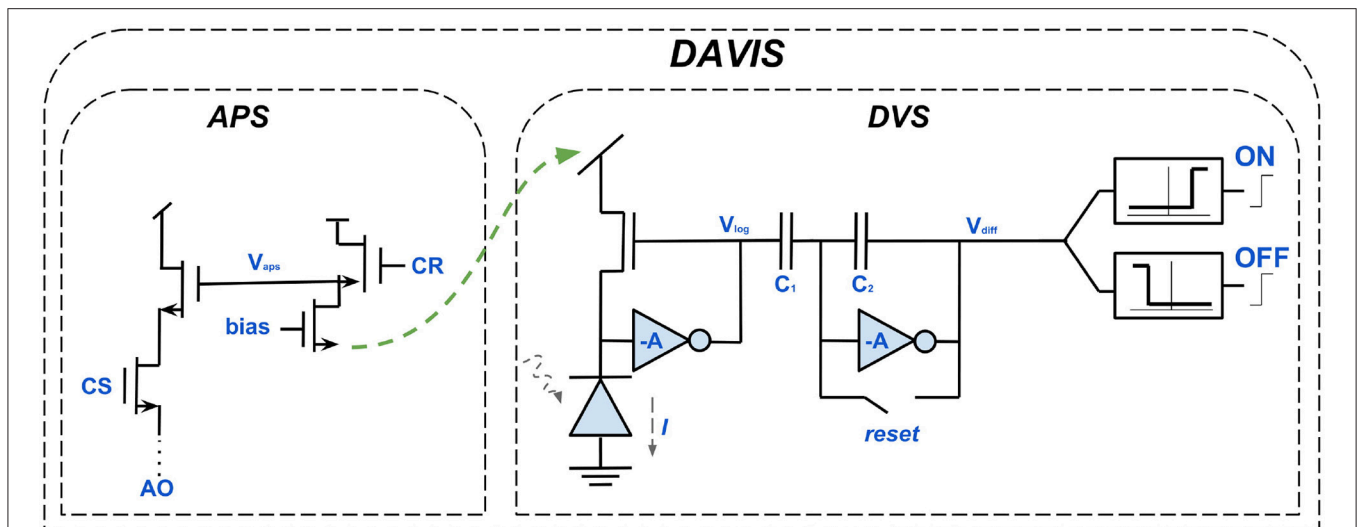 DAVIS
APS
DVS
ON
OFF
Vaps
CR
bias
CS
AO
Vlog
C1
C2
Vdiff
-A
-A
I
reset